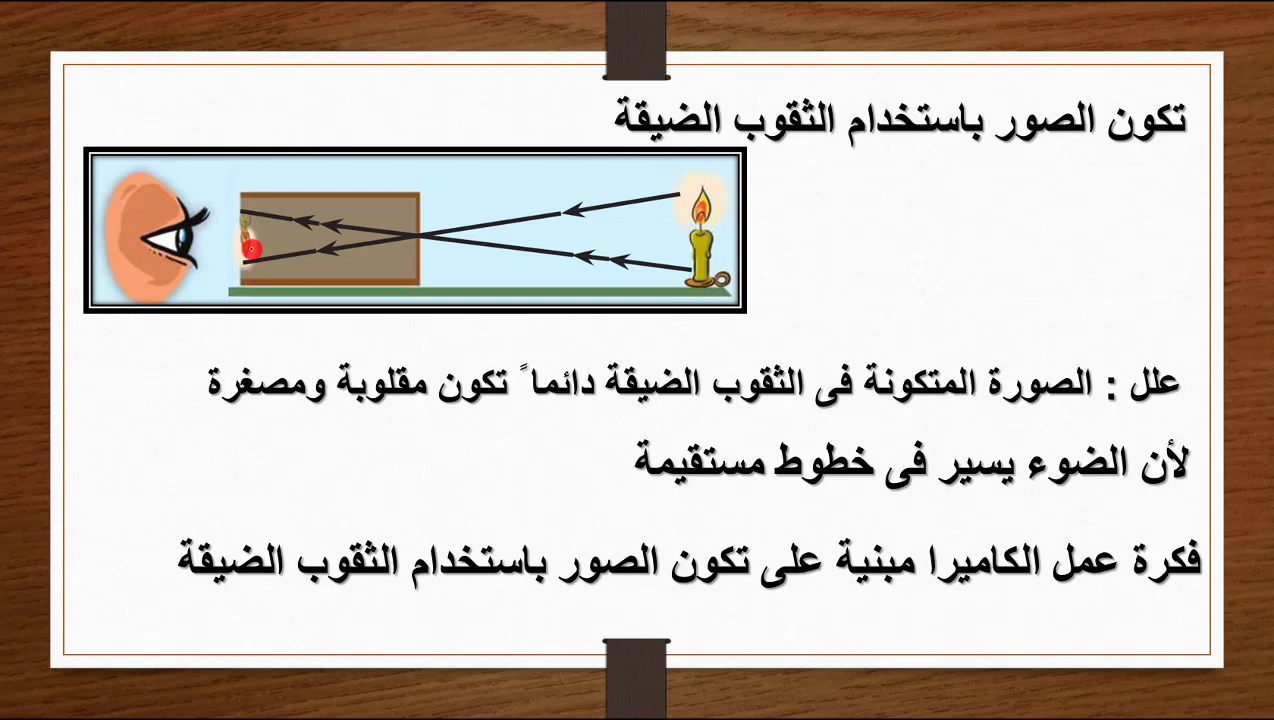 تكون الصور باستخدام الثقوب الضيقة
علل : الصورة المتكونة فى الثقوب الضيقة دائما ً تكون مقلوبة ومصغرة
لأن الضوء يسير فى خطوط مستقيمة
فكرة عمل الكاميرا مبنية على تكون الصور باستخدام الثقوب الضيقة